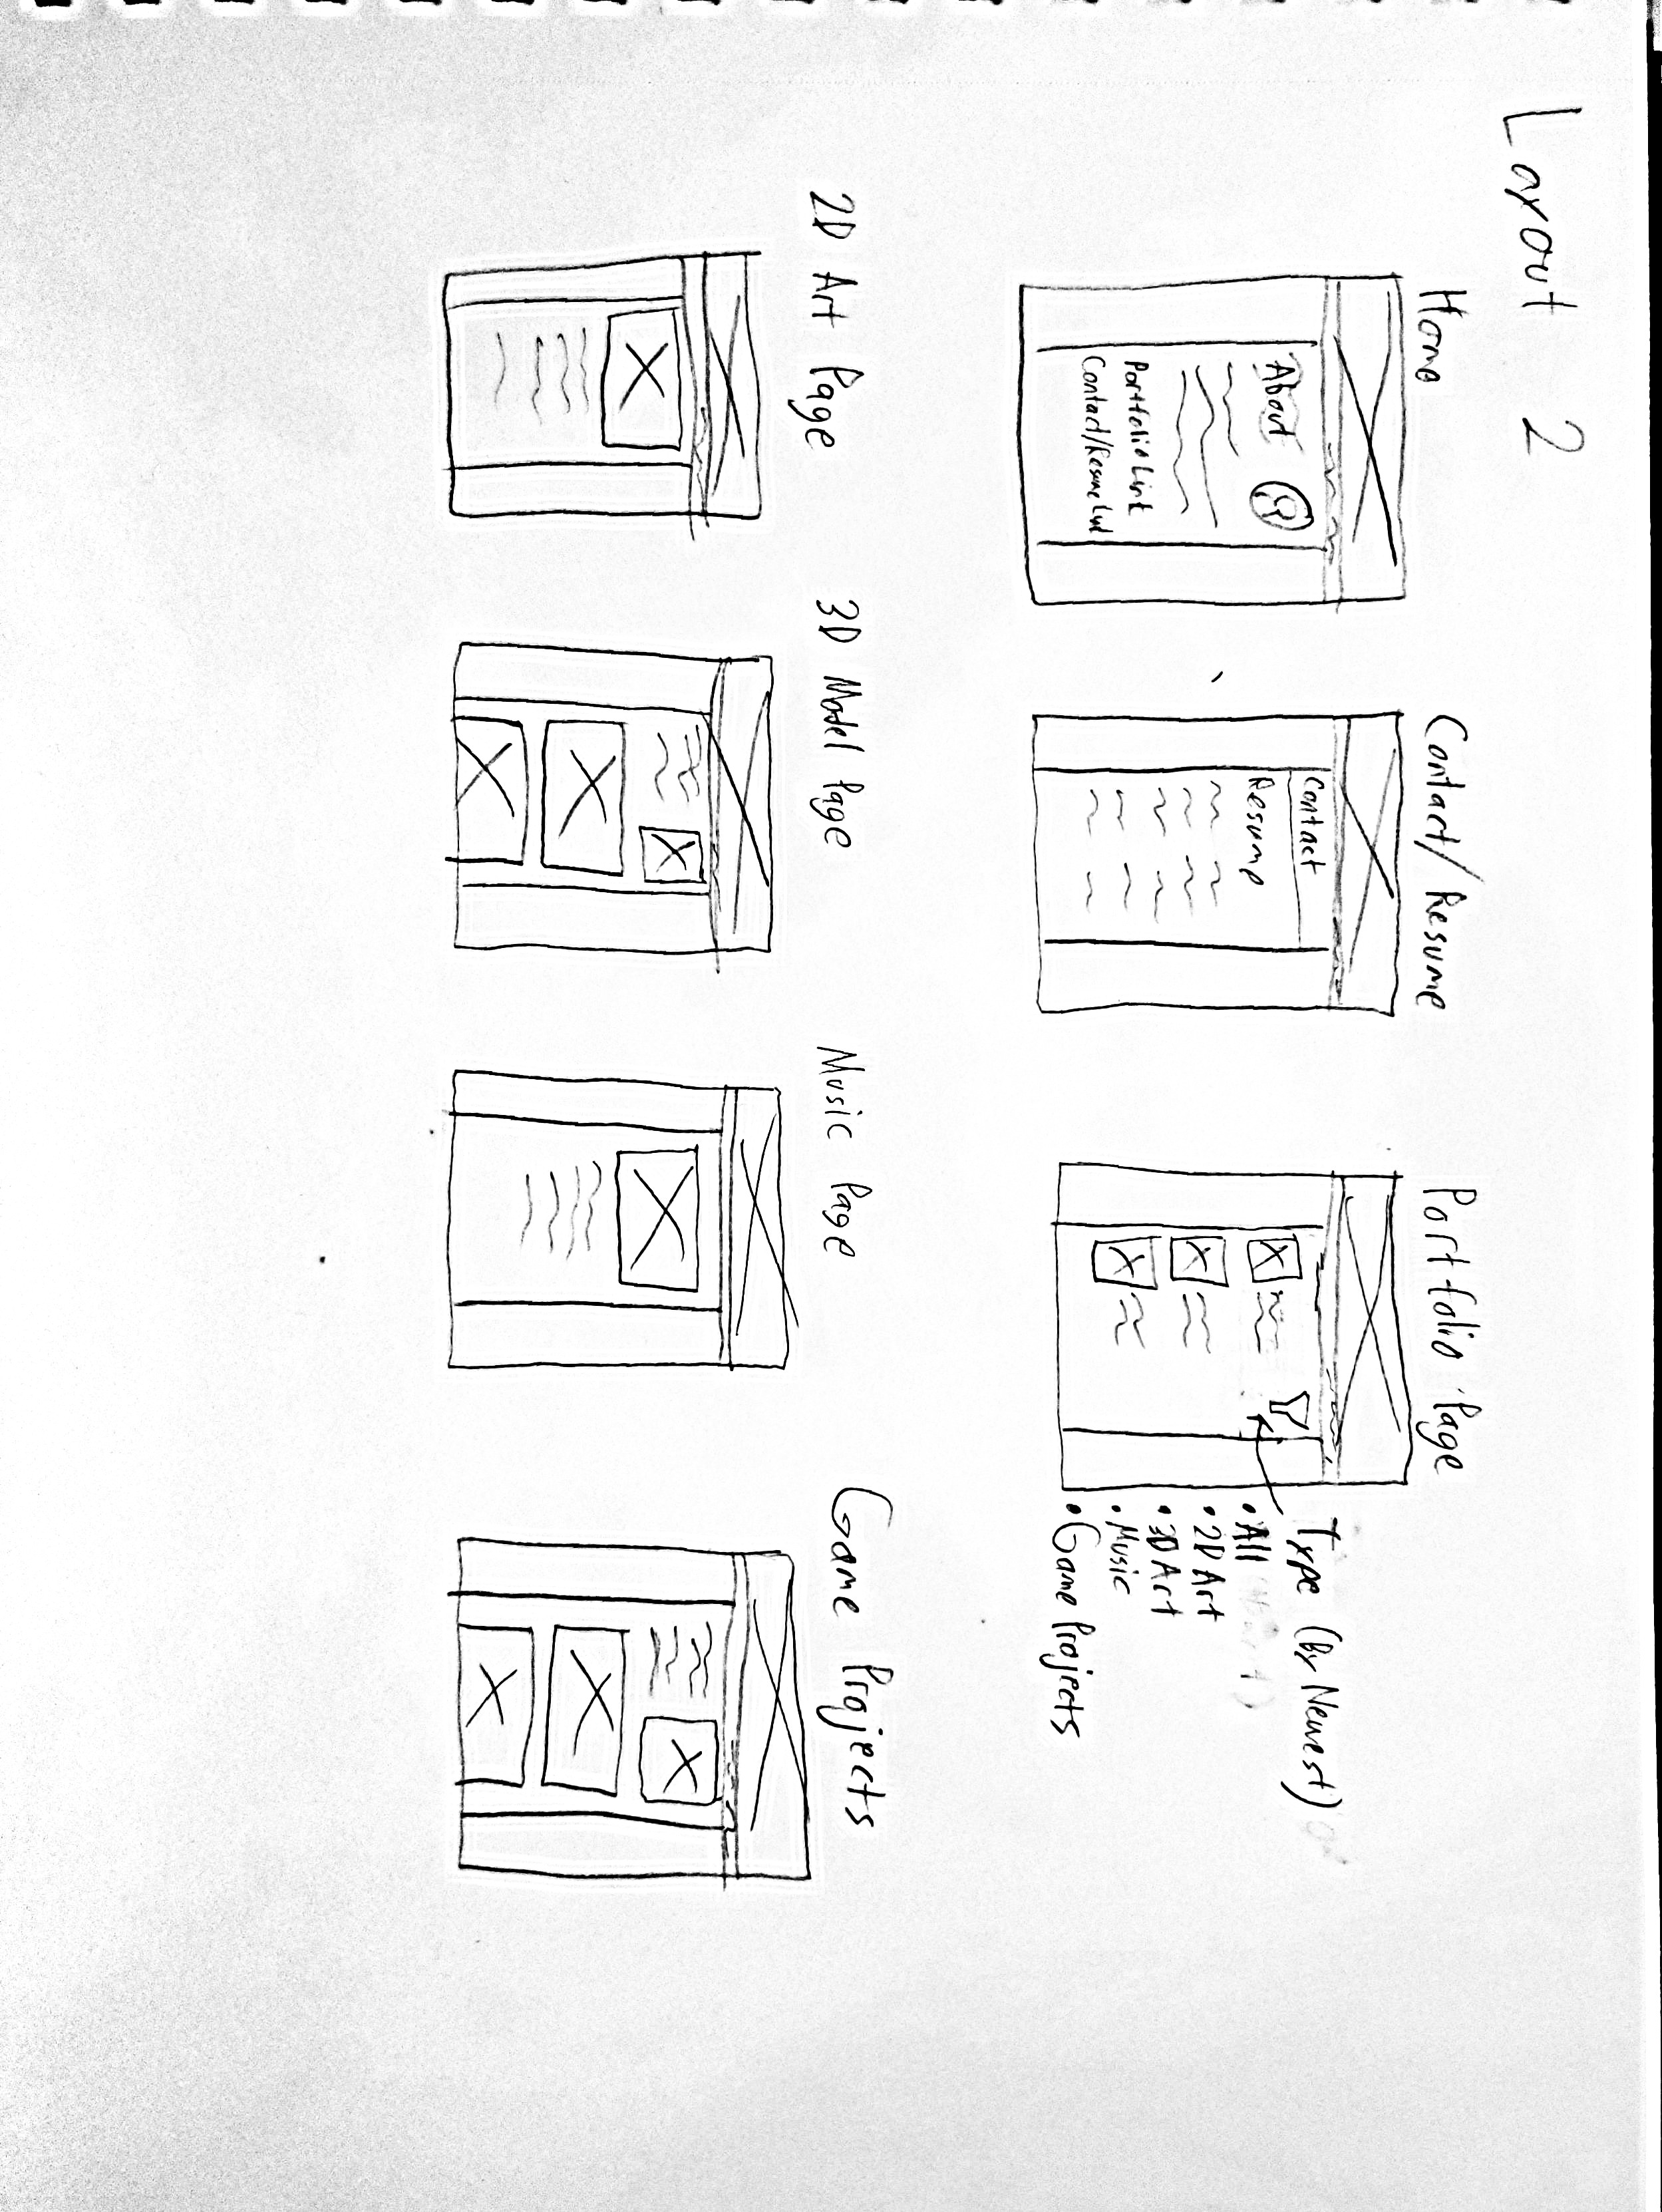 Layout 2
Home
Contact/Resume
Portfolio Page
About
Portfolio Link
Contact/Resume Link
Contact
Resume
Type (By Newest)
• All
• 2D Art
• 3D Art
• Music
• Game Projects
2D Art Page
3D Model Page
Music Page
Game Projects